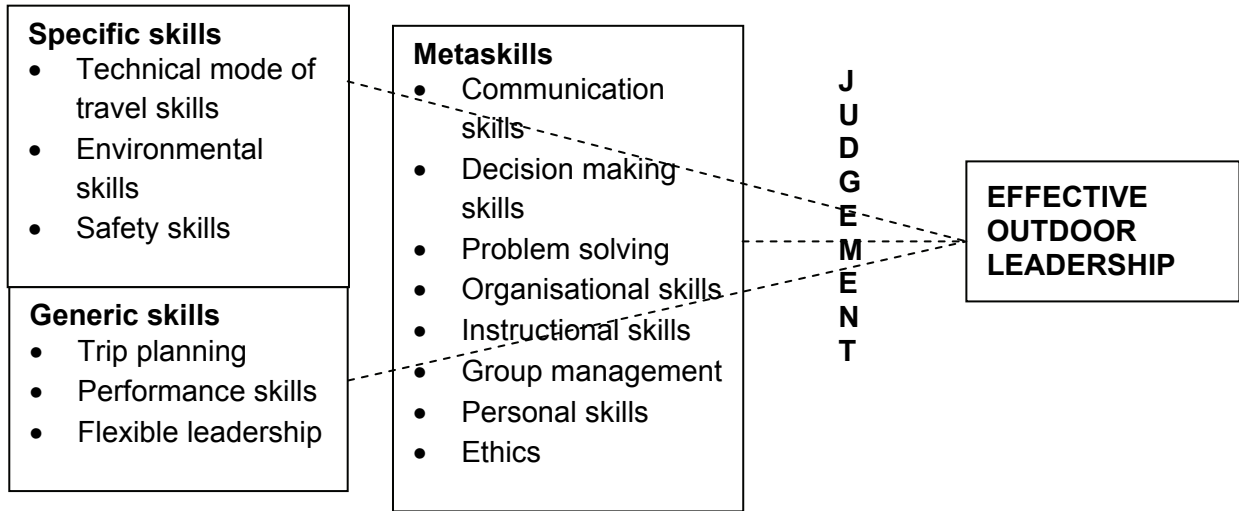 Specific skills
• Technical mode of
travel skills
• Environmental
skills
• Safety skills
Generic skills
• Trip planning
• Performance skills
• Flexible leadership
Metaskills
• Communication
skills
• Decision making
skills
• Problem solving
• Organisational skills
• Instructional skills
• Group management
• Personal skills
• Ethics
JUDGEMENT
EFFECTIVE
OUTDOOR
LEADERSHIP